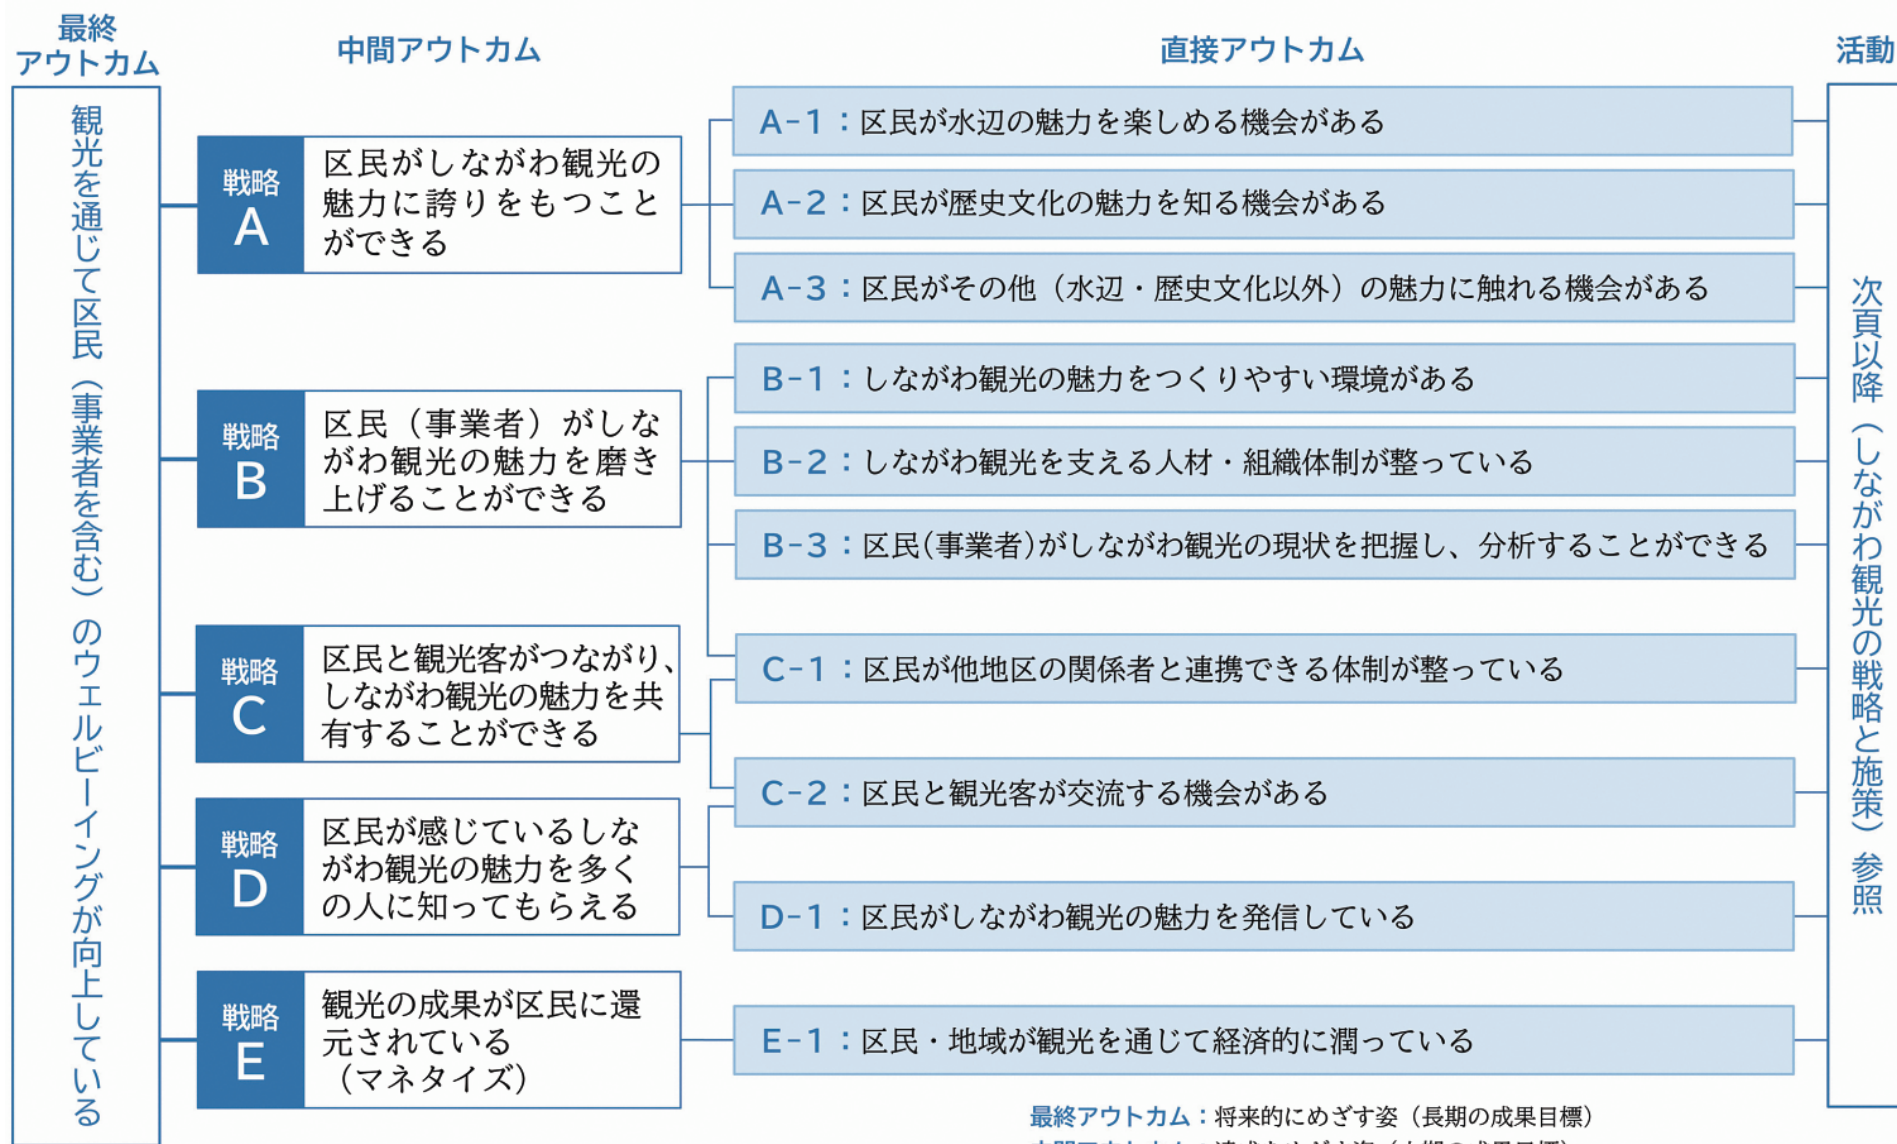 最終
アウトカム
中間アウトカム
直接アウトカム
活動
観光を通じて区民（事業者を含む）のウェルビーイングが向上している
戦略
A
区民がしながわ観光の
魅力に誇りをもつこと
ができる
A-1：区民が水辺の魅力を楽しめる機会がある
A-2：区民が歴史文化の魅力を知る機会がある
A-3：区民がその他（水辺・歴史文化以外）の魅力に触れる機会がある
戦略
B
区民（事業者）がしな
がわ観光の魅力を磨き
上げることができる
B-1：しながわ観光の魅力をつくりやすい環境がある
B-2：しながわ観光を支える人材・組織体制が整っている
B-3：区民(事業者)がしながわ観光の現状を把握し、分析することができる
戦略
C
区民と観光客がつながり、
しながわ観光の魅力を共
有することができる
C-1：区民が他地区の関係者と連携できる体制が整っている
C-2：区民と観光客が交流する機会がある
戦略
D
区民が感じているしな
がわ観光の魅力を多く
の人に知ってもらえる
D-1：区民がしながわ観光の魅力を発信している
戦略
E
観光の成果が区民に還
元されている
（マネタイズ）
E-1：区民・地域が観光を通じて経済的に潤っている
次頁以降（しながわ観光の戦略と施策）参照
最終アウトカム：将来的にめざす姿（長期の成果目標）